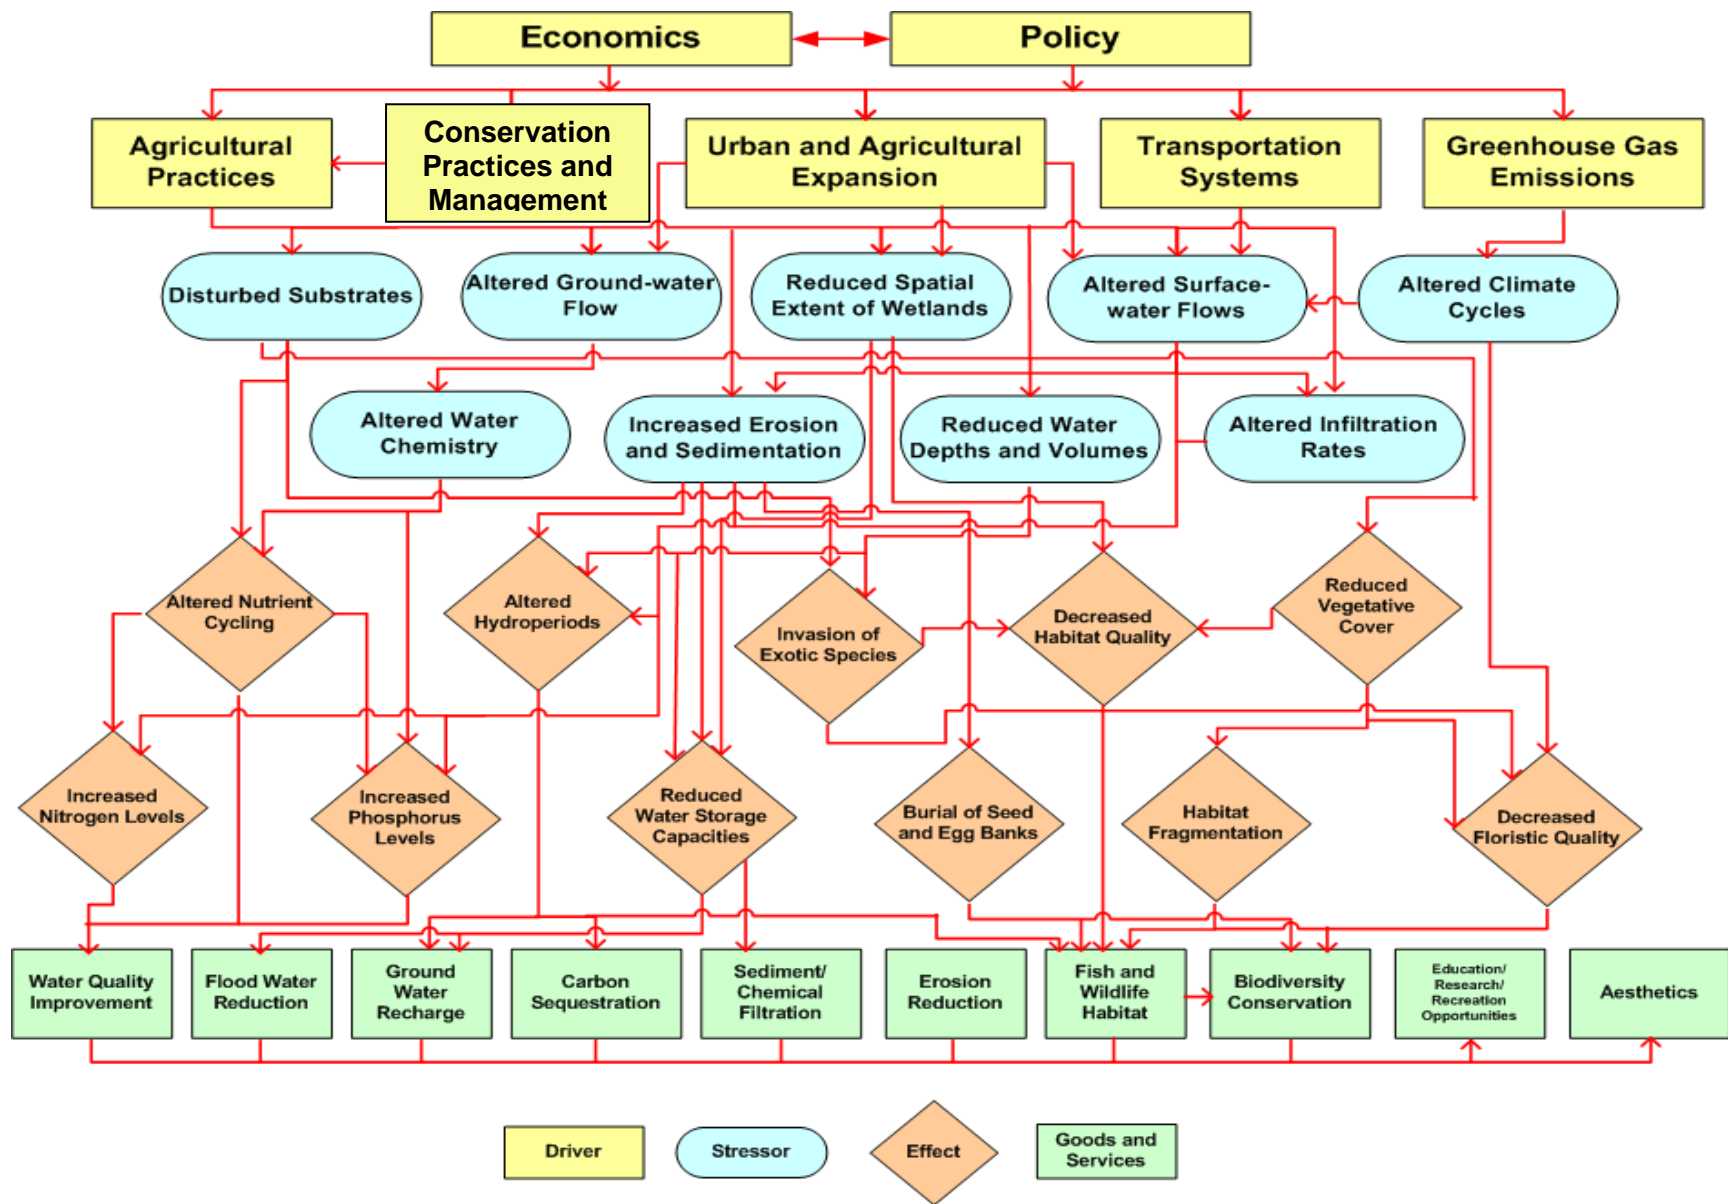 Economics
Policy
Agricultural
Practices
Conservation
Practices and
Management
Urban and Agricultural
Expansion
Transportation
Systems
Greenhouse Gas
Emissions
Disturbed Substrates
Altered Ground-water
Flow
Reduced Spatial
Extent of Wetlands
Altered Surface-
water Flows
Altered Climate
Cycles
Altered Water
Chemistry
Increased Erosion
and Sedimentation
Reduced Water
Depths and Volumes
Altered Infiltration
Rates
Altered Nutrient
Cycling
Altered
Hydroperiods
Invasion of
Exotic Species
Decreased
Habitat Quality
Reduced
Vegetative
Cover
Increased
Nitrogen Levels
Increased
Phosphorus
Levels
Reduced
Water Storage
Capacities
Burial of Seed
and Egg Banks
Habitat
Fragmentation
Decreased
Floristic Quality
Water Quality
Improvement
Flood Water
Reduction
Ground
Water
Recharge
Carbon
Sequestration
Sediment/
Chemical
Filtration
Erosion
Reduction
Fish and
Wildlife
Habitat
Biodiversity
Conservation
Education/
Research/
Recreation
Opportunities
Aesthetics
Driver
Stressor
Effect
Goods and
Services